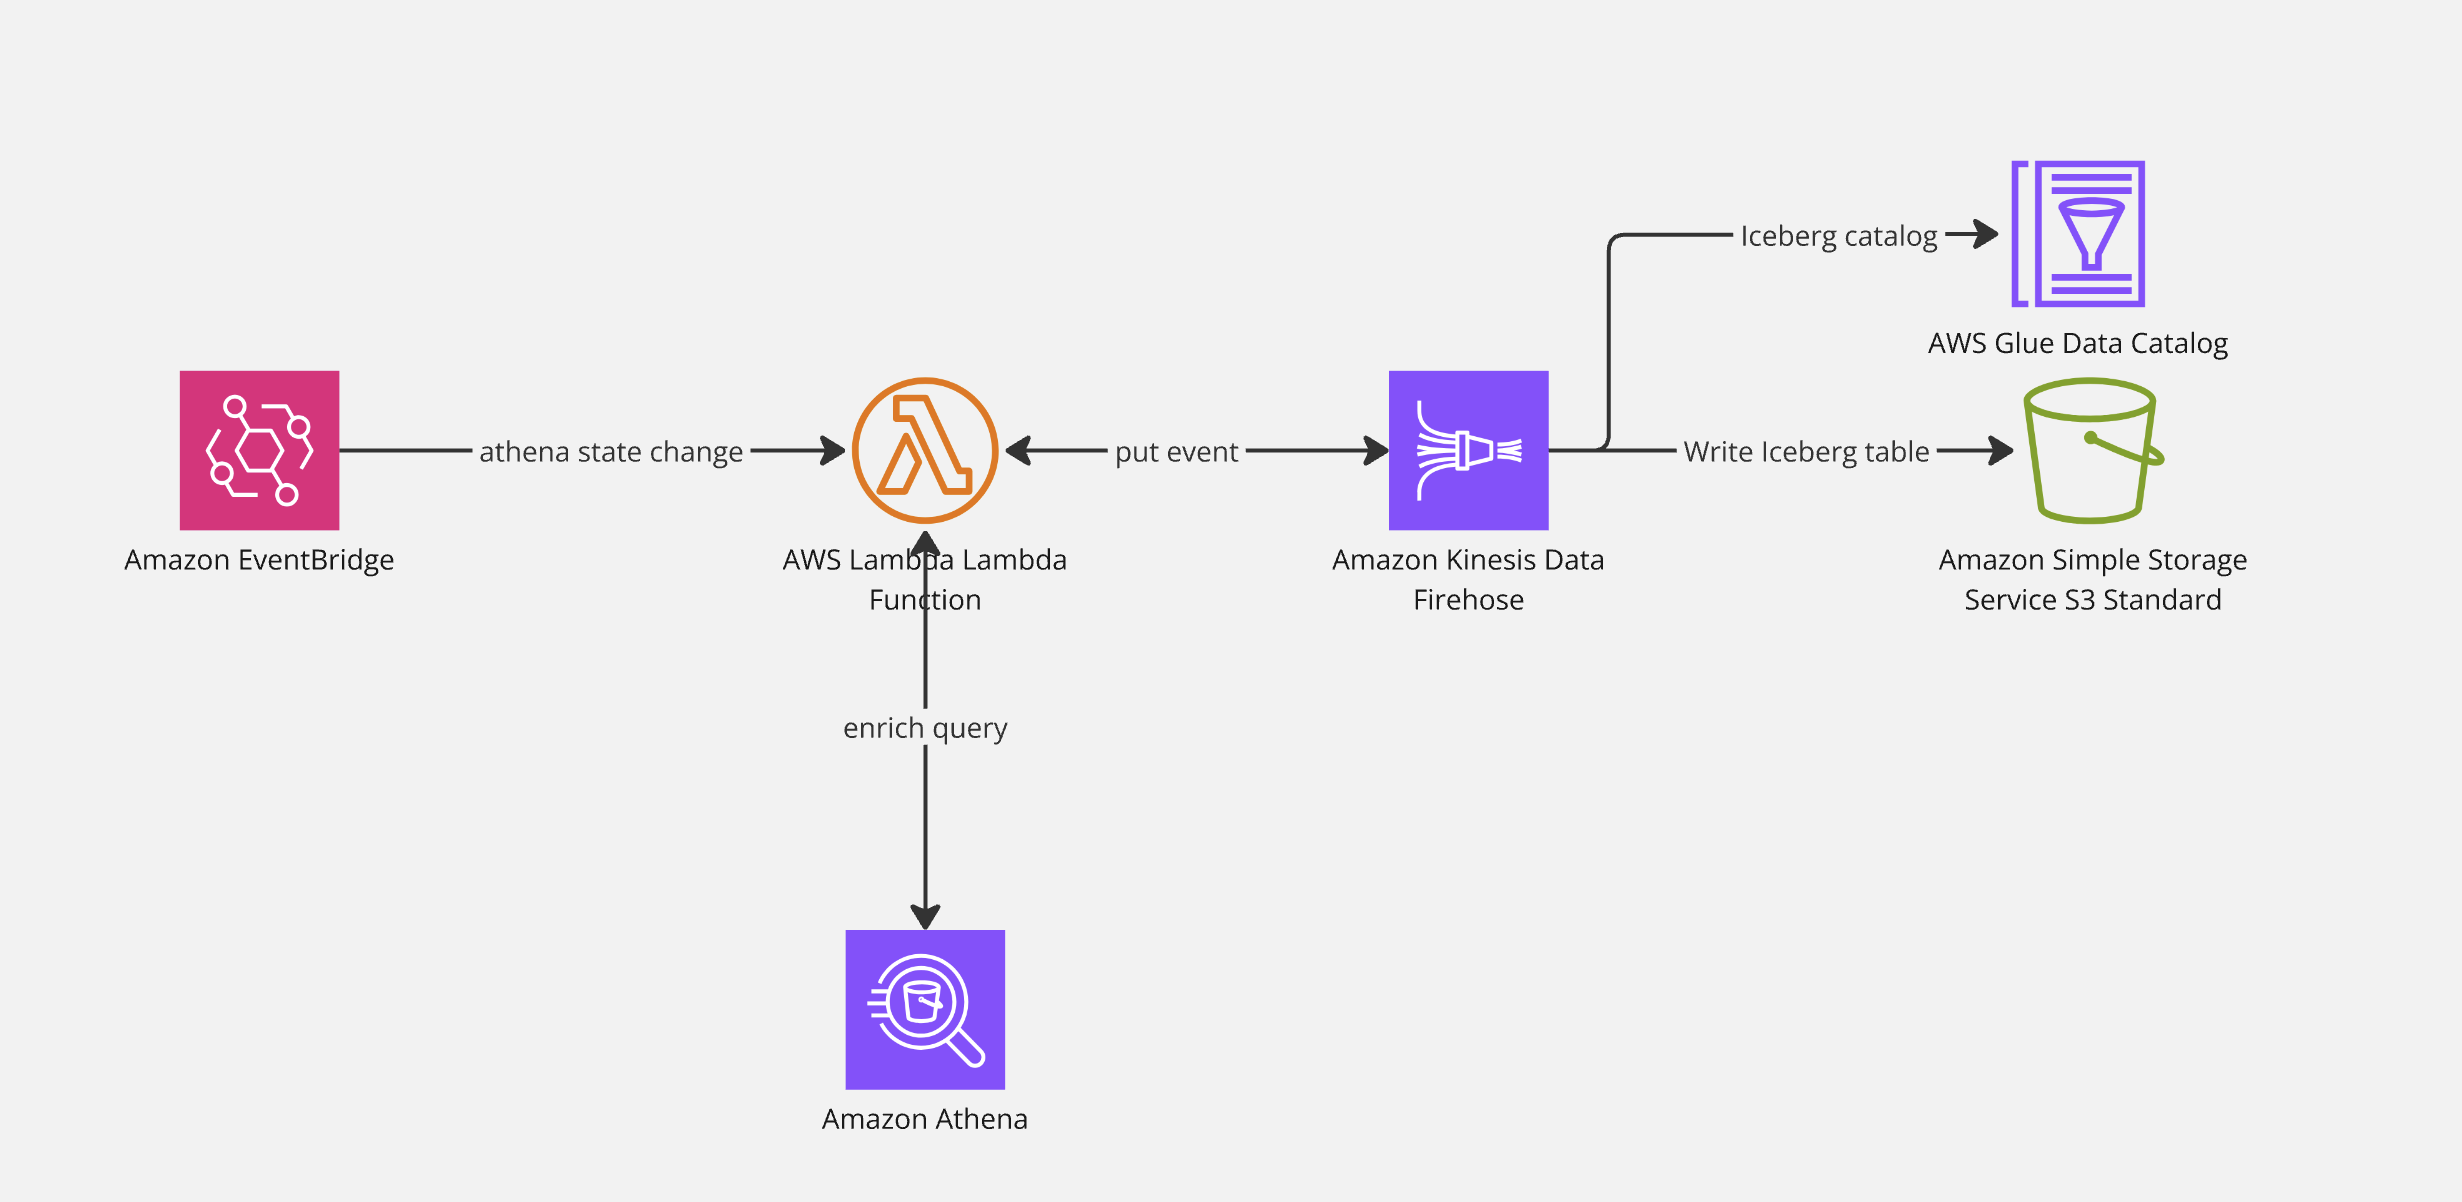 Iceberg catalog
AWS Glue Data Catalog
athena state change
put event
Write Iceberg table
Amazon EventBridge
AWS Lambda Lambda
Function
Amazon Kinesis Data
Firehose
Amazon Simple Storage
Service S3 Standard
enrich query
Amazon Athena